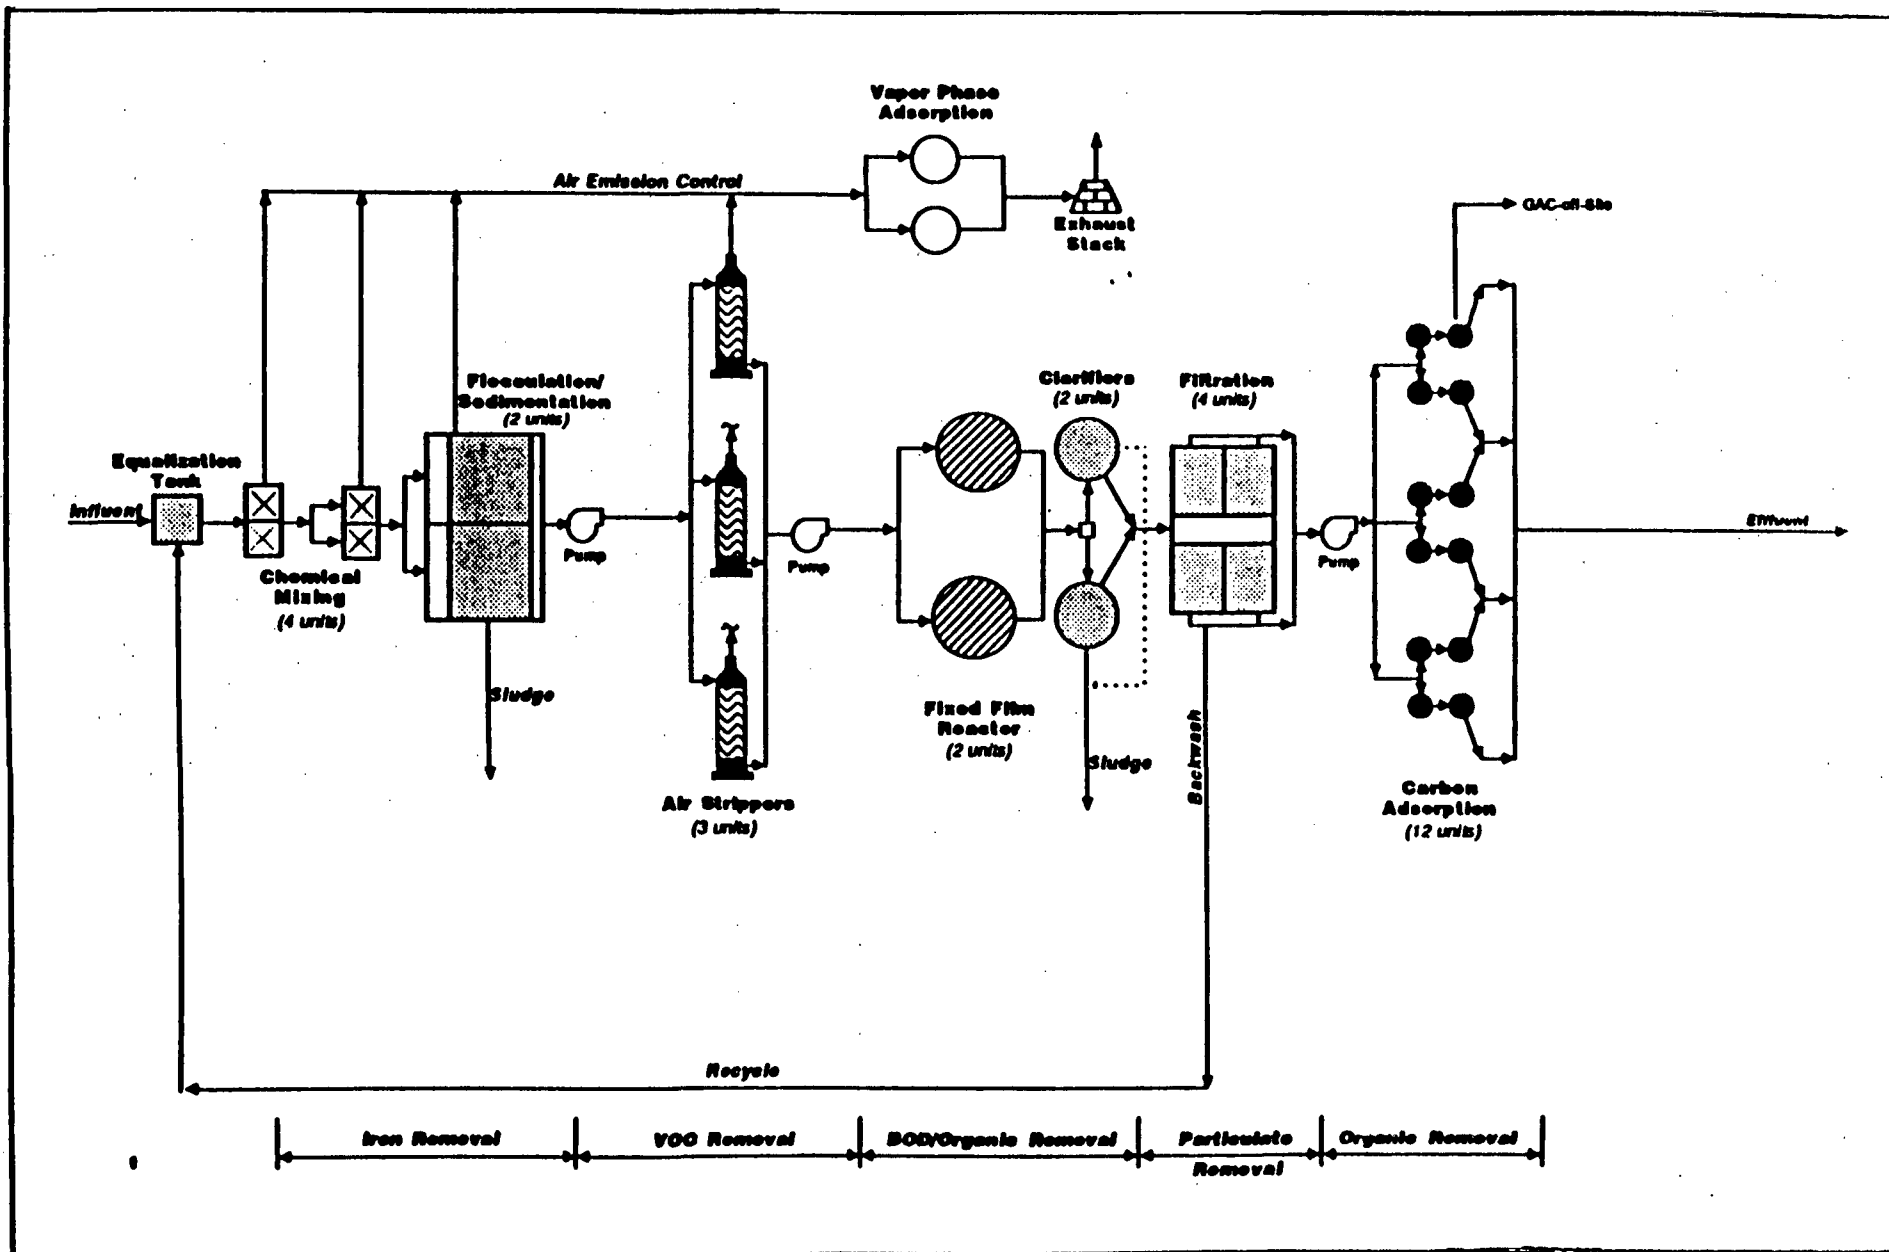 Vapor Phase
Adsorption
Air Emission Control
Exhaust
Stack
GAC-off-Site
Flocculation/
Sedimentation
(2 units)
Clarifiers
(2 units)
Filtration
(4 units)
Equalization
Tank
Influent
Effluent
Pump
Pump
Pump
Chemical
Mixing
(4 units)
Sludge
Fixed Film
Reactor
(2 units)
Sludge
Backwash
Air Strippers
(3 units)
Carbon
Adsorption
(12 units)
Recycle
Iron Removal
VOC Removal
BOD/Organic Removal
Particulate
Removal
Organic Removal